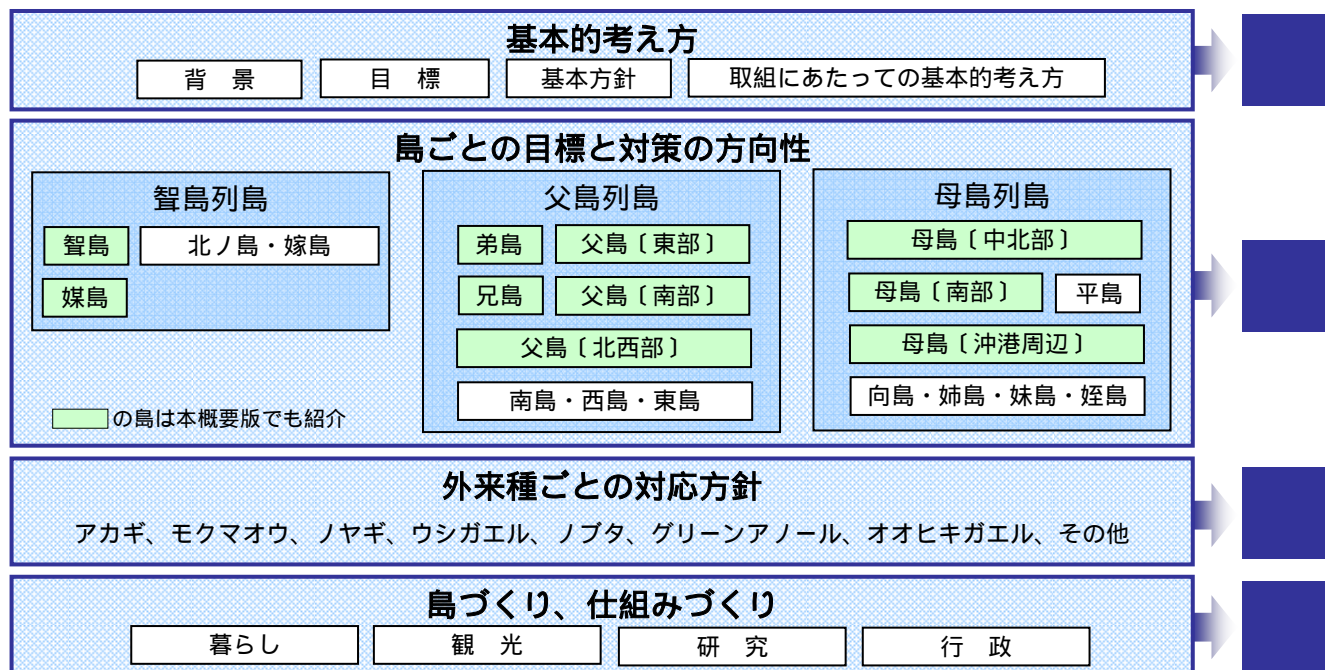 基本的考え方
背 景
目 標
基本方針
取組にあたっての基本的考え方
島ごとの目標と対策の方向性
聟島列島
聟島
北ノ島・嫁島
媒島
の島は本概要版でも紹介
父島列島
弟島
父島〔東部〕
兄島
父島〔南部〕
父島〔北西部〕
南島・西島・東島
母島列島
母島〔中北部〕
母島〔南部〕
平島
母島〔沖港周辺〕
向島・姉島・妹島・姪島
外来種ごとの対応方針
アカギ、モクマオウ、ノヤギ、ウシガエル、ノブタ、グリーンアノール、オオヒキガエル、その他
島づくり、仕組みづくり
暮らし
観 光
研 究
行 政